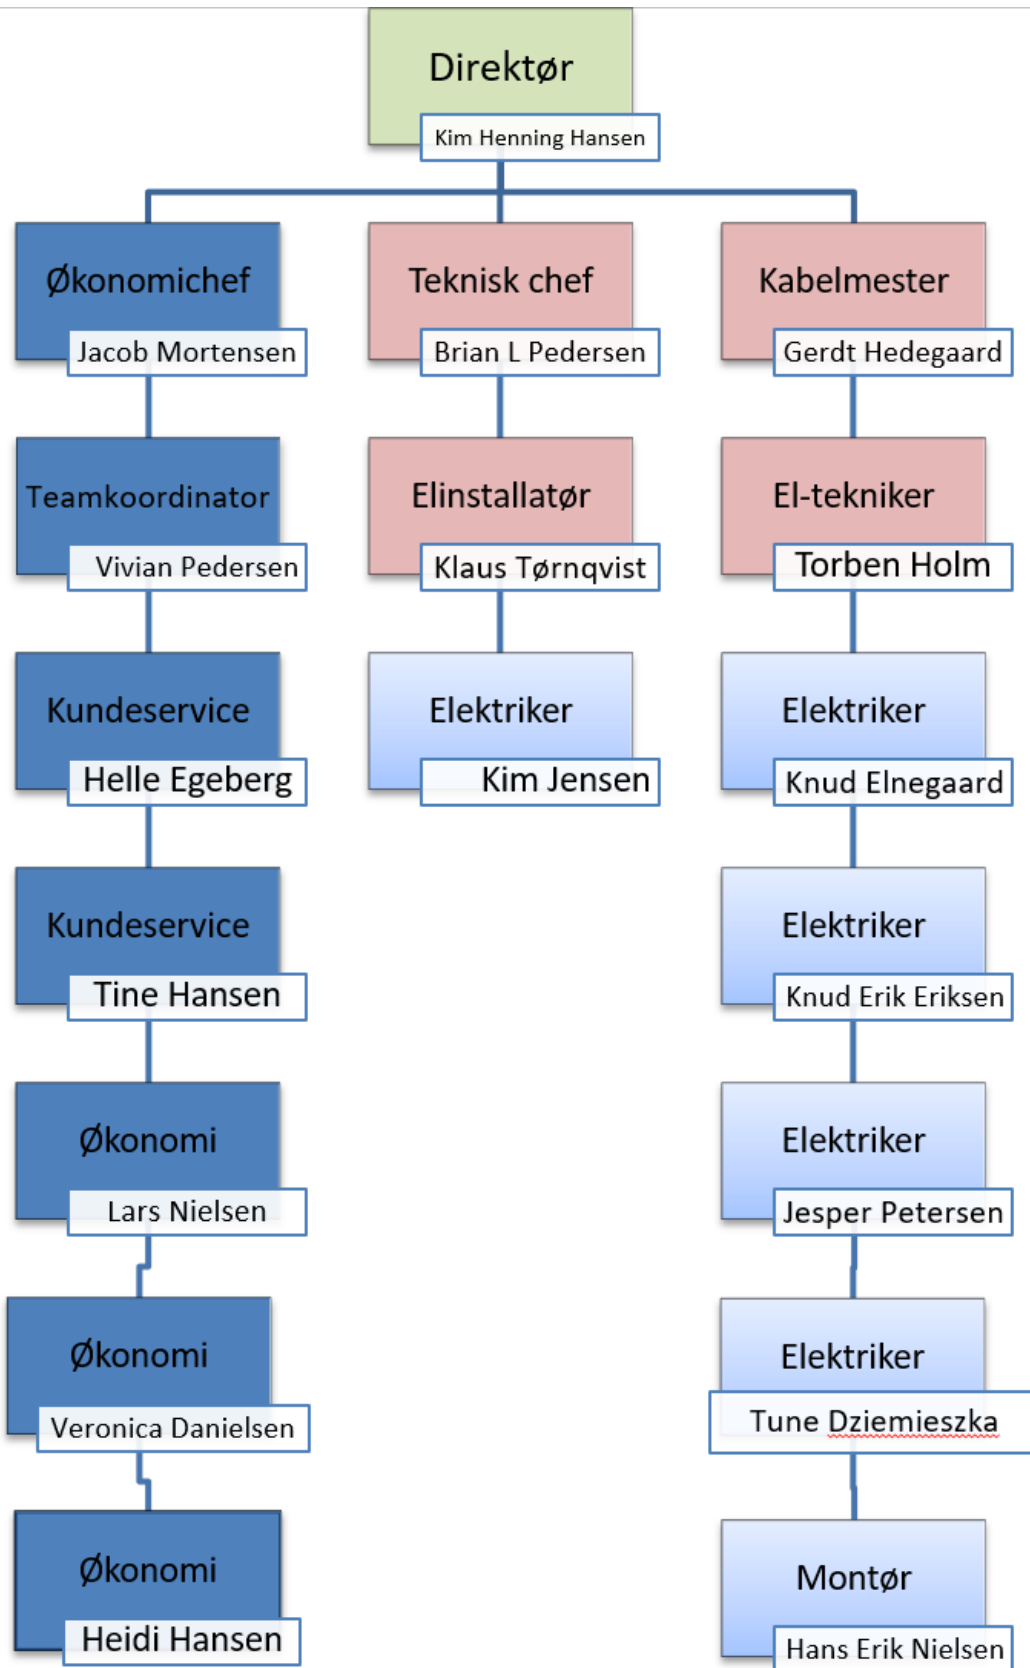 Direktør
Kim Henning Hansen
Økonomichef
Jacob Mortensen
Teknisk chef
Brian L Pedersen
Kabelmester
Gerdt Hedegaard
Teamkoordinator
Vivian Pedersen
Elinstallatør
Klaus Tørnqvist
El-tekniker
Torben Holm
Kundeservice
Helle Egeberg
Elektriker
Kim Jensen
Elektriker
Knud Elnegaard
Kundeservice
Tine Hansen
Elektriker
Knud Erik Eriksen
Økonomi
Lars Nielsen
Elektriker
Jesper Petersen
Økonomi
Veronica Danielsen
Elektriker
Tune Dziemieszka
Økonomi
Heidi Hansen
Montør
Hans Erik Nielsen